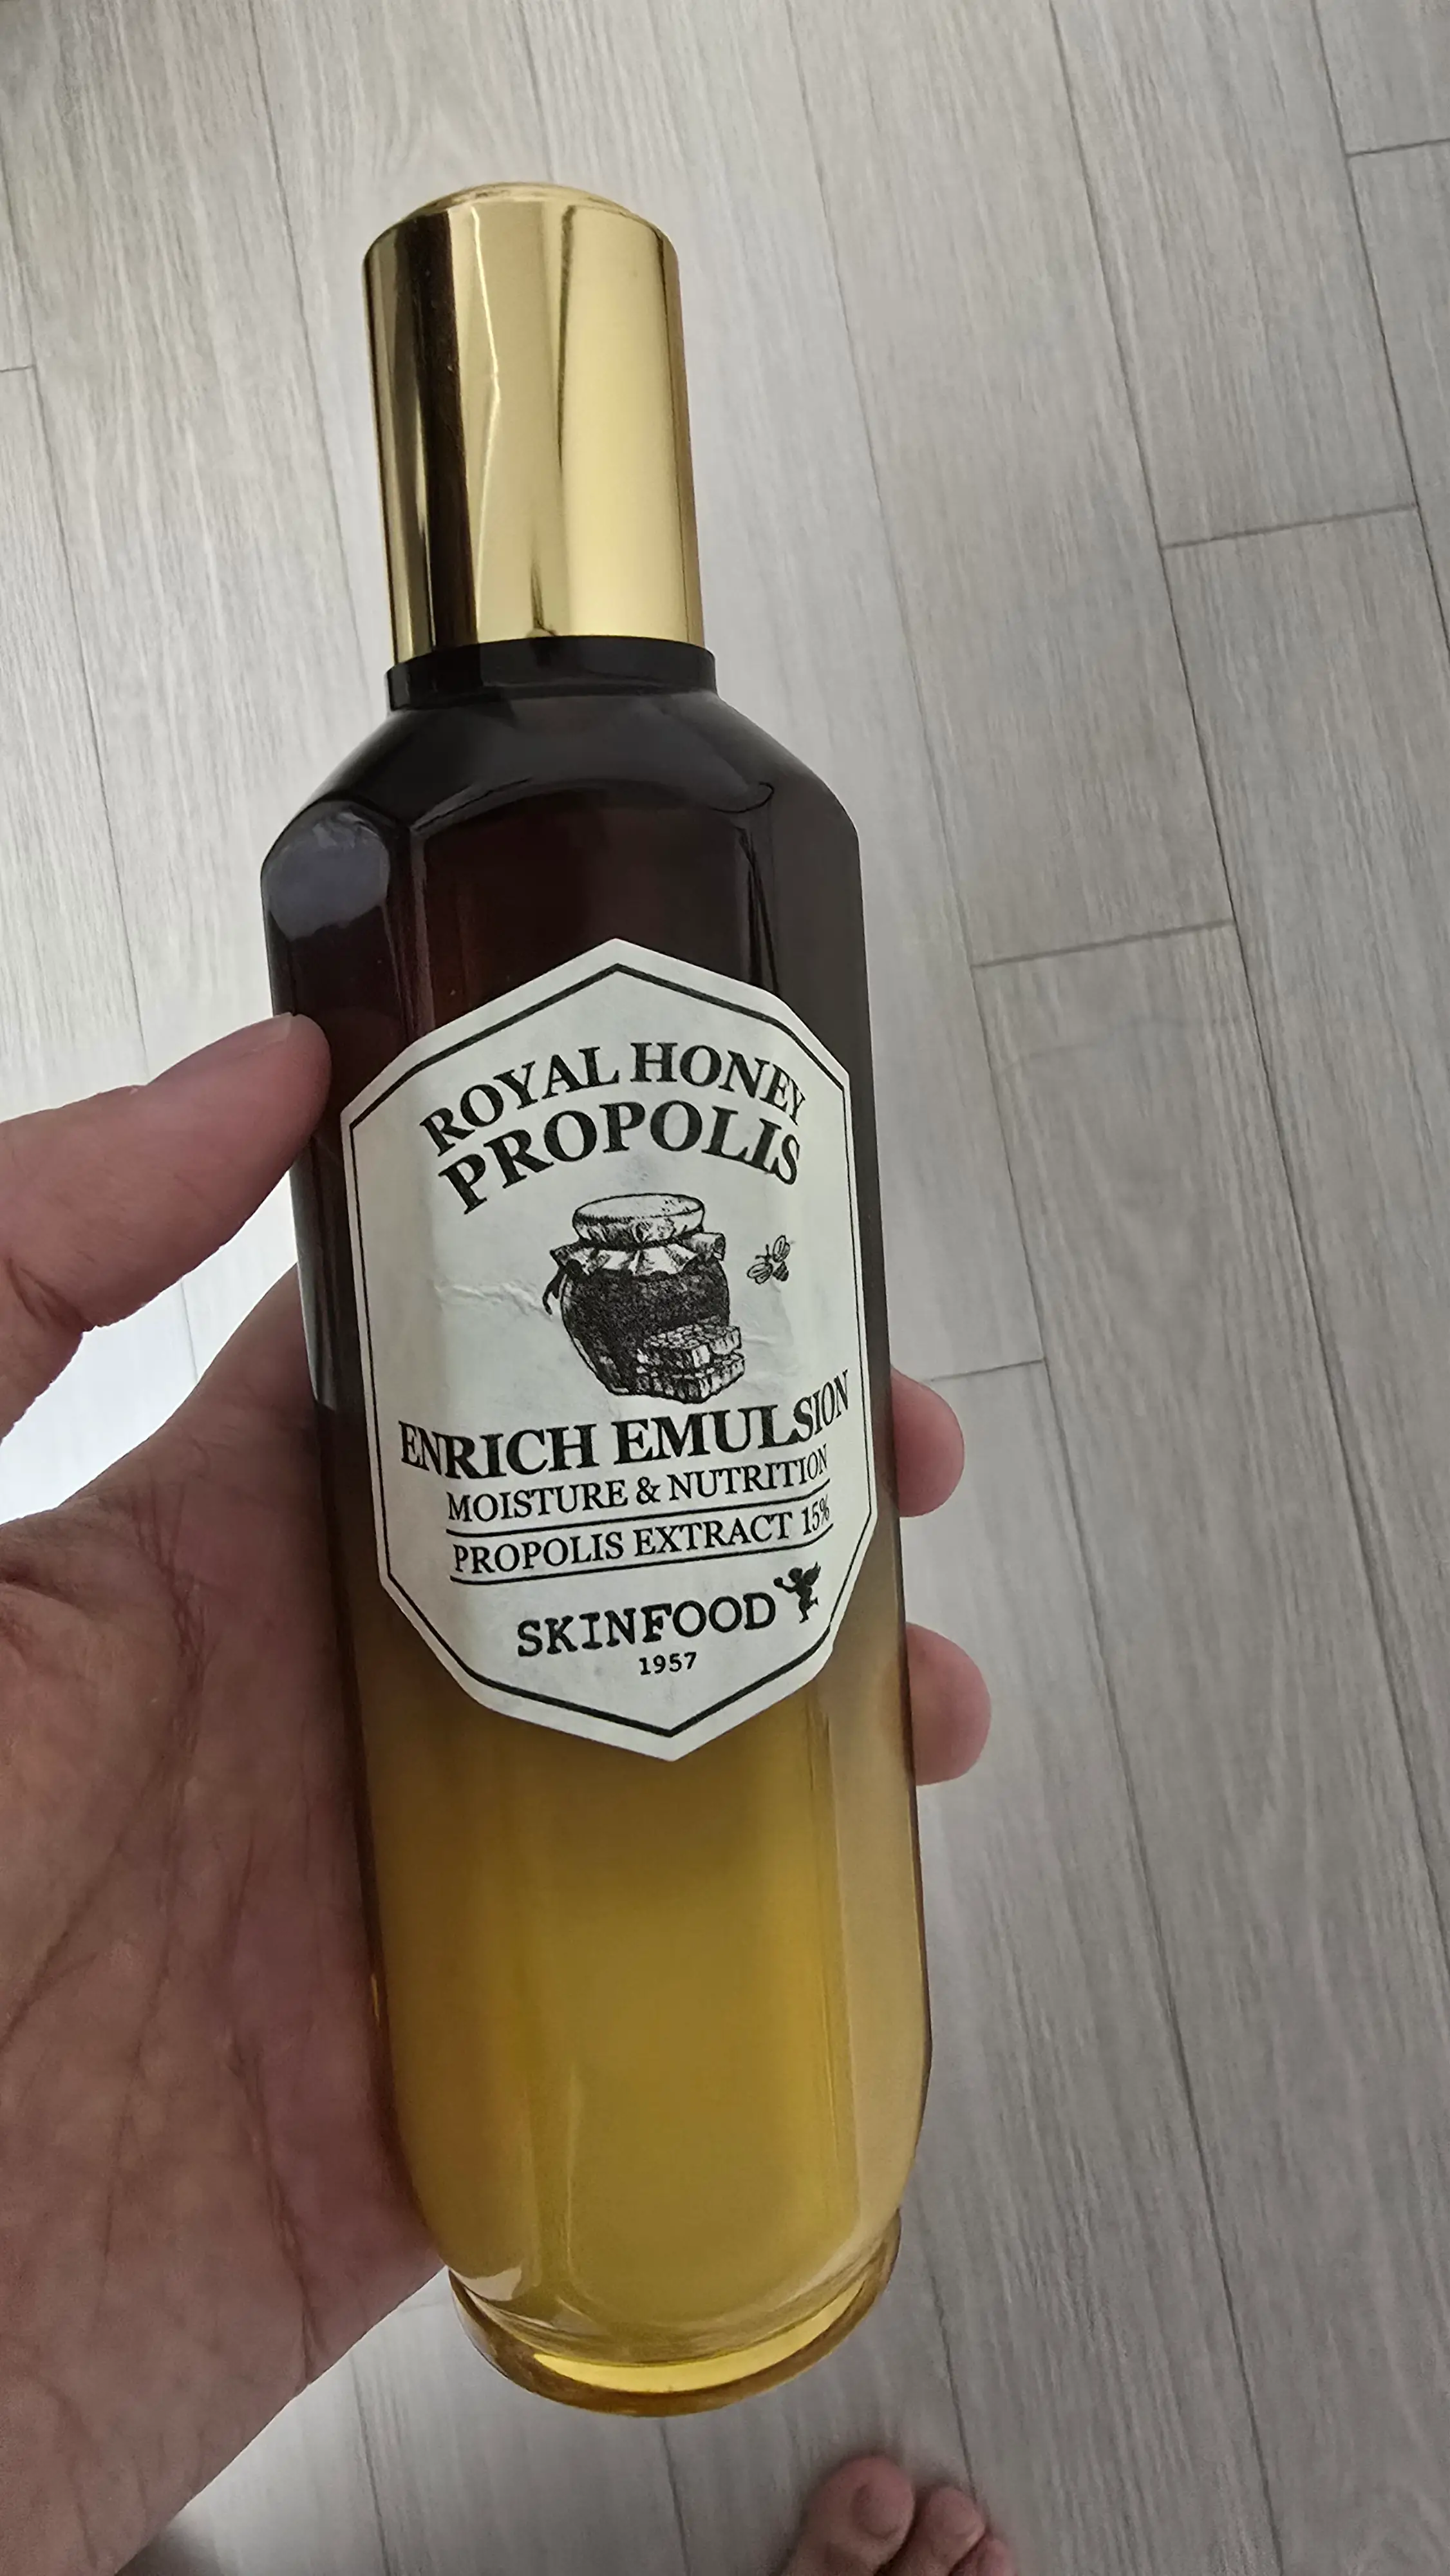 ROYAL HONEY
PROPOLIS
ENRICH EMULSION
MOISTURE & NUTRITION
PROPOLIS EXTRACT 15%
SKINFOOD
1957